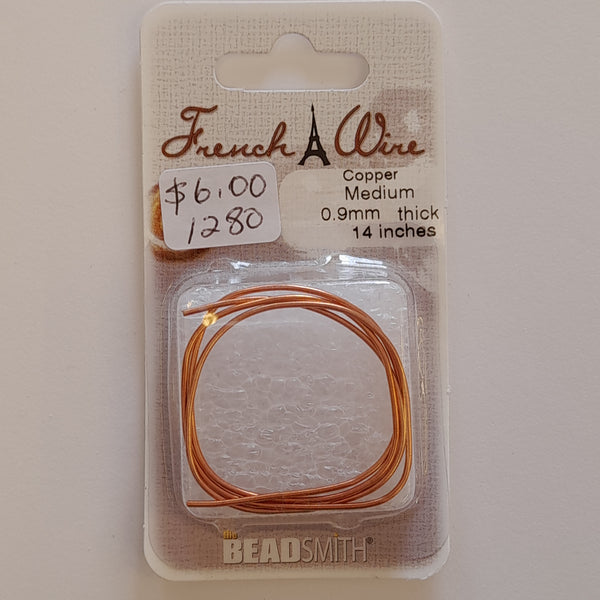 French Wire
$6.00
1280
Copper
Medium
0.9mm thick
14 inches
the BEADSMITH®